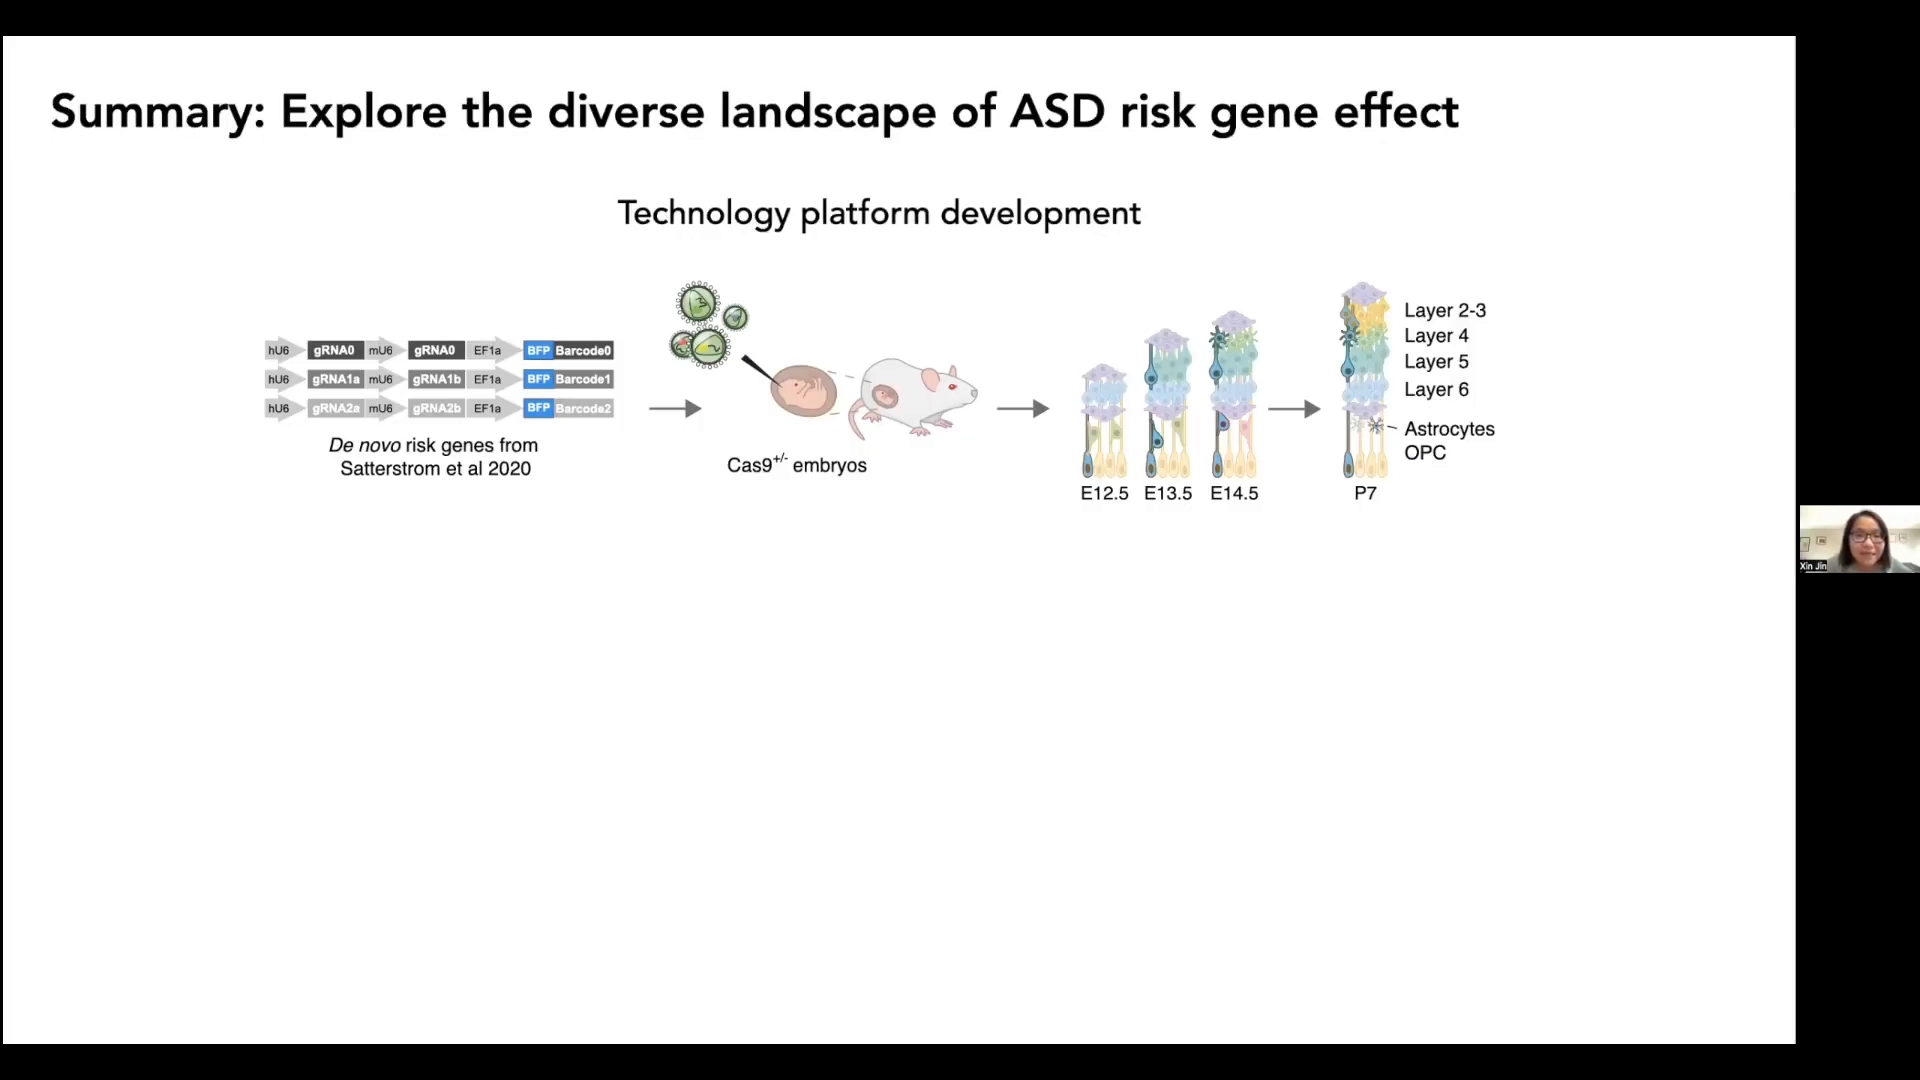 Summary: Explore the diverse landscape of ASD risk gene effect
Technology platform development
hU6 gRNA0 mU6 gRNA0 EF1a BFP Barcode0
hU6 gRNA1a mU6 gRNA1b EF1a BFP Barcode1
hU6 gRNA2a mU6 gRNA2b EF1a BFP Barcode2
De novo risk genes from
Satterstrom et al 2020
Cas9+/- embryos
E12.5 E13.5 E14.5 P7
Layer 2-3
Layer 4
Layer 5
Layer 6
Astrocytes
OPC
Xin Jin